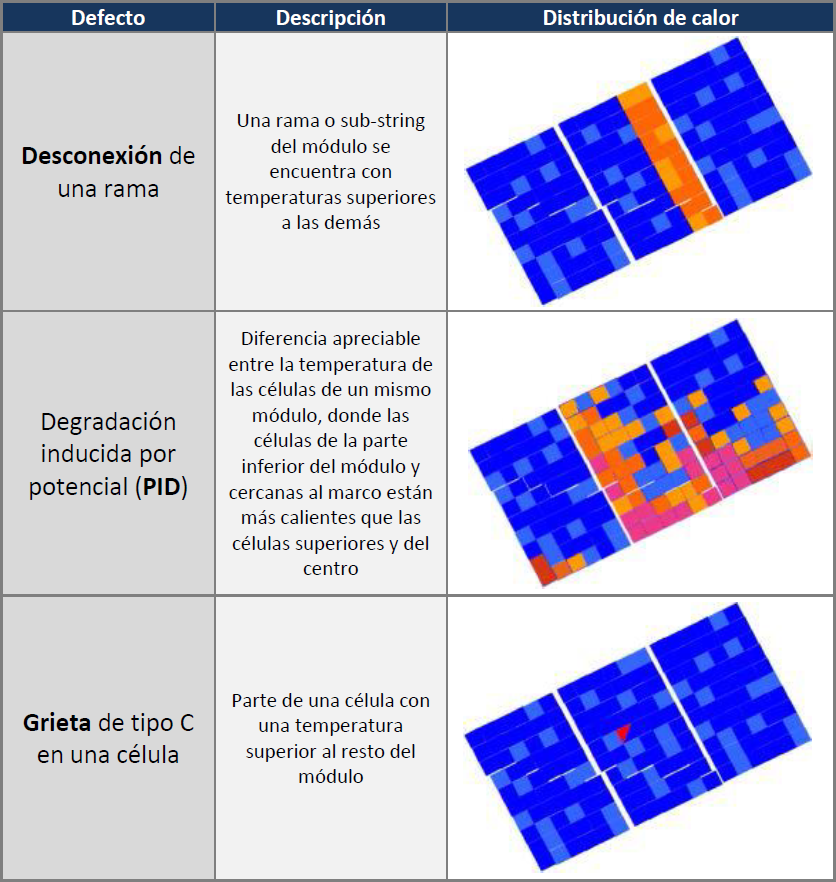 Defecto
Descripción
Distribución de calor
Desconexión de
una rama
Una rama o sub-string
del módulo se
encuentra con
temperaturas superiores
a las demás
Degradación
inducida por
potencial (PID)
Diferencia apreciable
entre la temperatura de
las células de un mismo
módulo, donde las
células de la parte
inferior del módulo y
cercanas al marco están
más calientes que las
células superiores y del
centro
Grieta de tipo C
en una célula
Parte de una célula con
una temperatura
superior al resto del
módulo